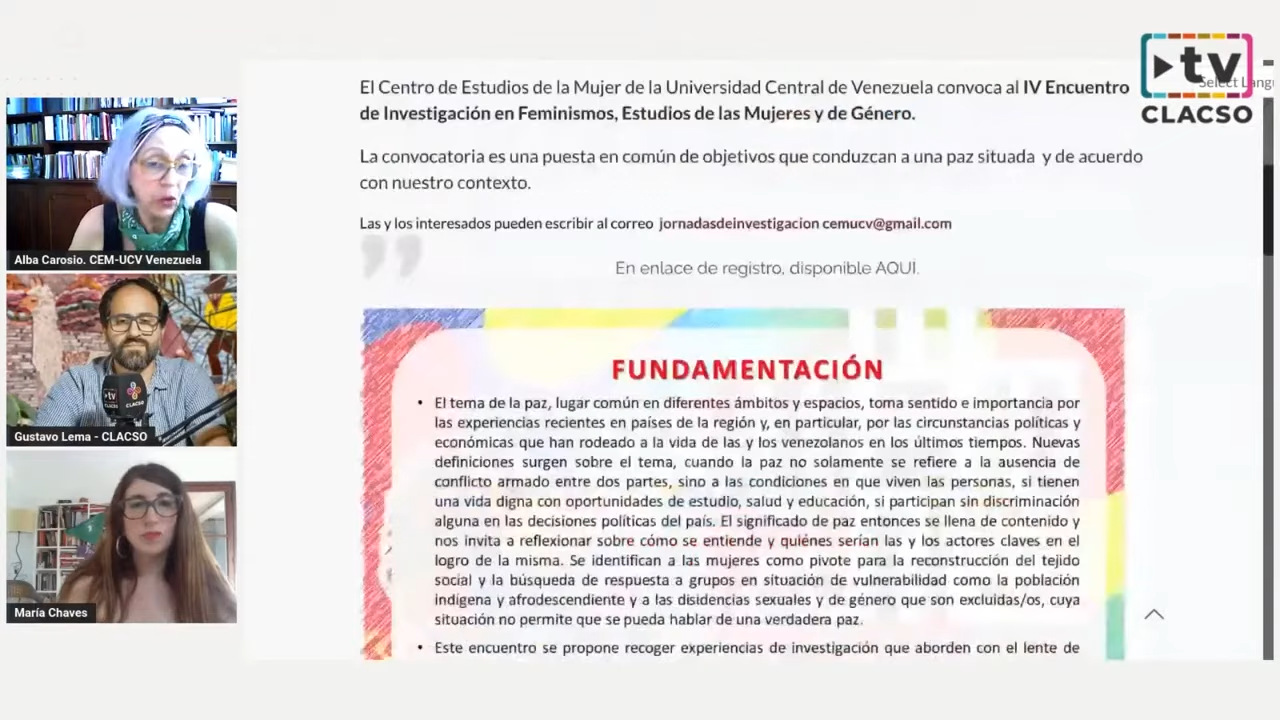 tv
CLACSO
Select Lang
El Centro de Estudios de la Mujer de la Universidad Central de Venezuela convoca al IV Encuentro
de Investigación en Feminismos, Estudios de las Mujeres y de Género.
La convocatoria es una puesta en común de objetivos que conduzcan a una paz situada y de acuerdo
con nuestro contexto.
Las y los interesados pueden escribir al correo jornadasdeinvestigacion cemucv@gmail.com
En enlace de registro, disponible AQUÍ.
FUNDAMENTACIÓN
• El tema de la paz, lugar común en diferentes ámbitos y espacios, toma sentido e importancia por
las experiencias recientes en países de la región y, en particular, por las circunstancias políticas y
económicas que han rodeado a la vida de las y los venezolanos en los últimos tiempos. Nuevas
definiciones surgen sobre el tema, cuando la paz no solamente se refiere a la ausencia de
conflicto armado entre dos partes, sino a las condiciones en que viven las personas, si tienen
una vida digna con oportunidades de estudio, salud y educación, si participan sin discriminación
alguna en las decisiones políticas del país. El significado de paz entonces se llena de contenido y
nos invita a reflexionar sobre cómo se entiende y quiénes serían las y los actores claves en el
logro de la misma. Se identifican a las mujeres como pivote para la reconstrucción del tejido
social y la búsqueda de respuesta a grupos en situación de vulnerabilidad como la población
indígena y afrodescendiente y a las disidencias sexuales y de género que son excluidas/os, cuya
situación no permite que se pueda hablar de una verdadera paz.
• Este encuentro se propone recoger experiencias de investigación que aborden con el lente de
Alba Carosio. CEM-UCV Venezuela
tv
CLACSO
CLACSO
Gustavo Lema - CLACSO
María Chaves